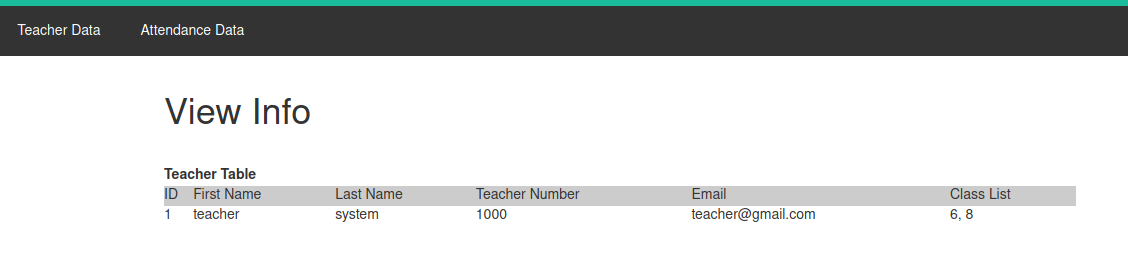 Teacher Data Attendance Data
View Info
Teacher Table
ID First Name Last Name Teacher Number Email Class List
1 teacher system 1000 teacher@gmail.com 6, 8